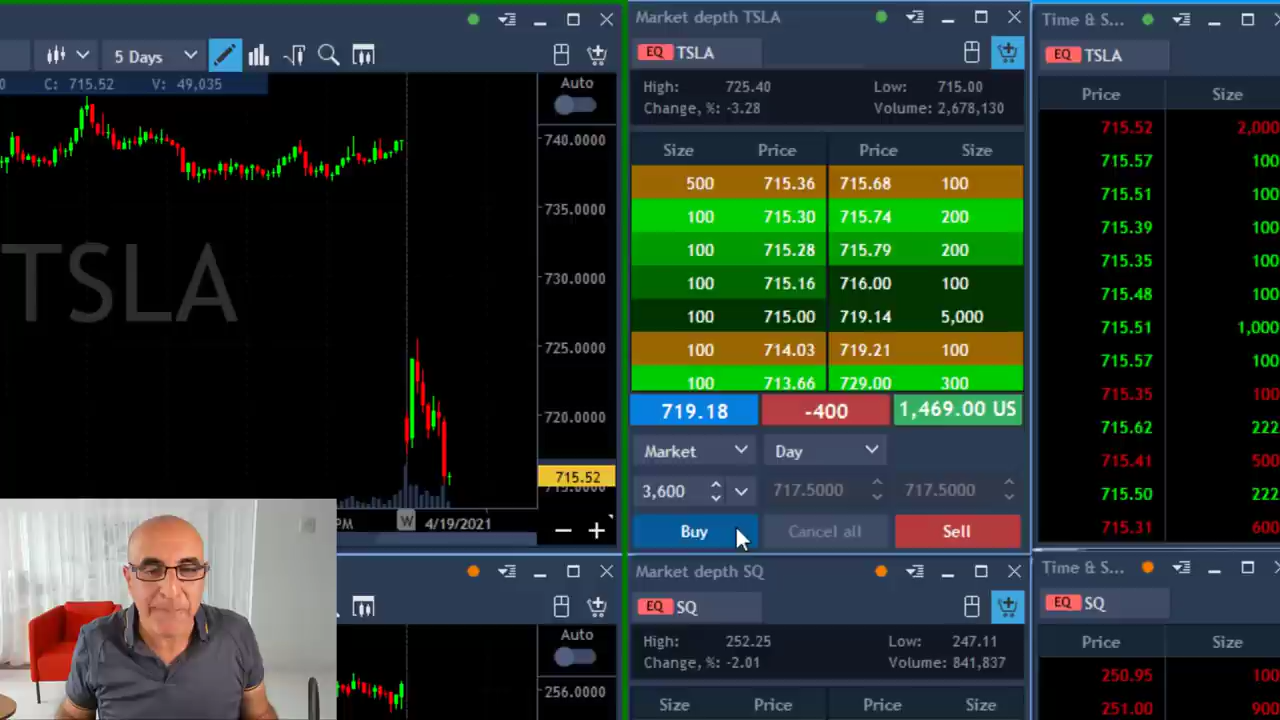 Market depth TSLA
Time & S...
5 Days
EQ TSLA
EQ TSLA
C: 715.52 V: 49,035
Auto
High: 725.40 Low: 715.00
Change, %: -3.28 Volume: 2,678,130
Price Size
740.0000
735.0000
730.0000
725.0000
720.0000
715.52
TSLA
Size Price Price Size
500 715.36 715.68 100
100 715.30 715.74 200
100 715.28 715.79 200
100 715.16 716.00 100
100 715.00 719.14 5,000
100 714.03 719.21 100
100 713.66 729.00 300
719.18 -400 1,469.00 US
Market Day
3,600 717.5000 717.5000
Buy Cancel all Sell
715.52 2,000
715.57 100
715.51 100
715.39 100
715.35 100
715.48 100
715.51 1,000
715.57 100
715.35 100
715.62 222
715.41 500
715.50 222
715.31 600
PM W 4/19/2021
Market depth SQ
Time & S...
EQ SQ
EQ SQ
Auto
High: 252.25 Low: 247.11
Change, %: -2.01 Volume: 841,837
256.0000
Size Price Price Size
Price Size
250.95 100
251.00 900